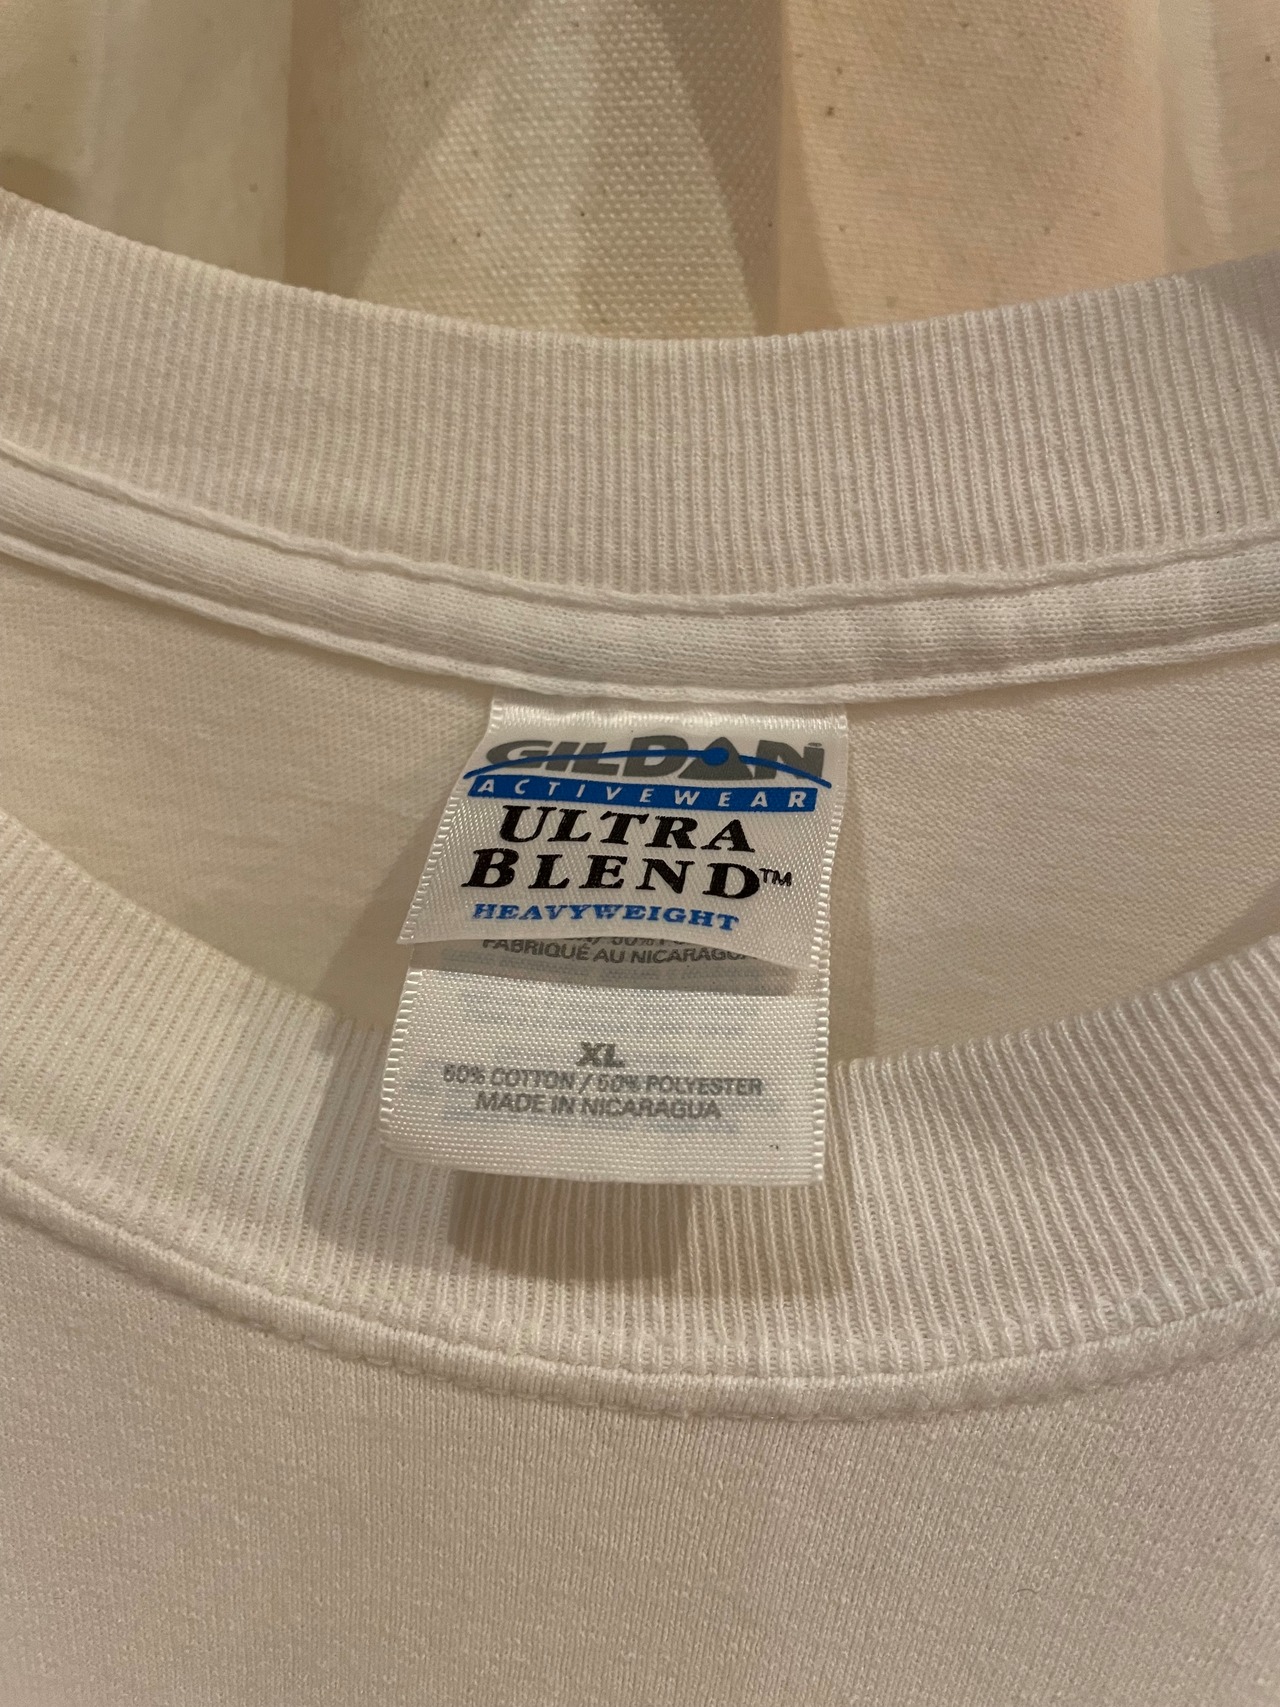 GILDAN®
ACTIVEWEAR
ULTRA
BLEND™
HEAVYWEIGHT
FABRIQUÉ AU NICARAGUA
XL
50% COTTON / 50% POLYESTER
MADE IN NICARAGUA